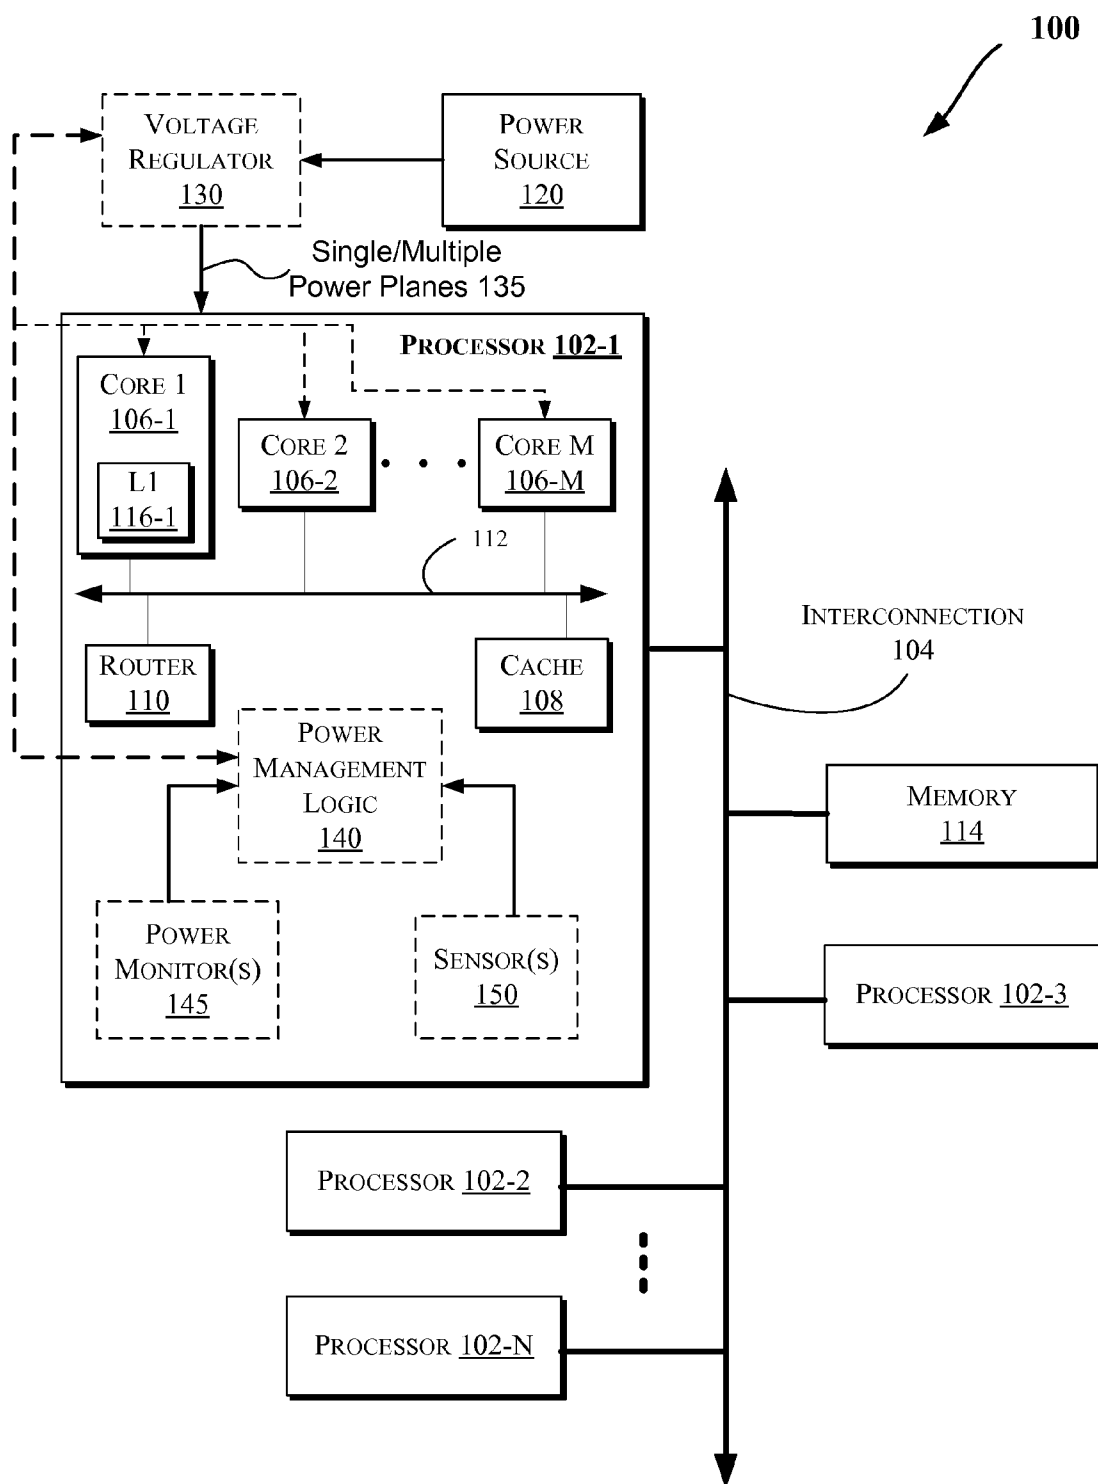 100
VOLTAGE
REGULATOR
130
POWER
SOURCE
120
Single/Multiple
Power Planes 135
PROCESSOR 102-1
CORE 1
106-1
L1
116-1
CORE 2
106-2
CORE M
106-M
112
ROUTER
110
CACHE
108
POWER
MANAGEMENT
LOGIC
140
POWER
MONITOR(S)
145
SENSOR(S)
150
INTERCONNECTION
104
MEMORY
114
PROCESSOR 102-3
PROCESSOR 102-2
PROCESSOR 102-N